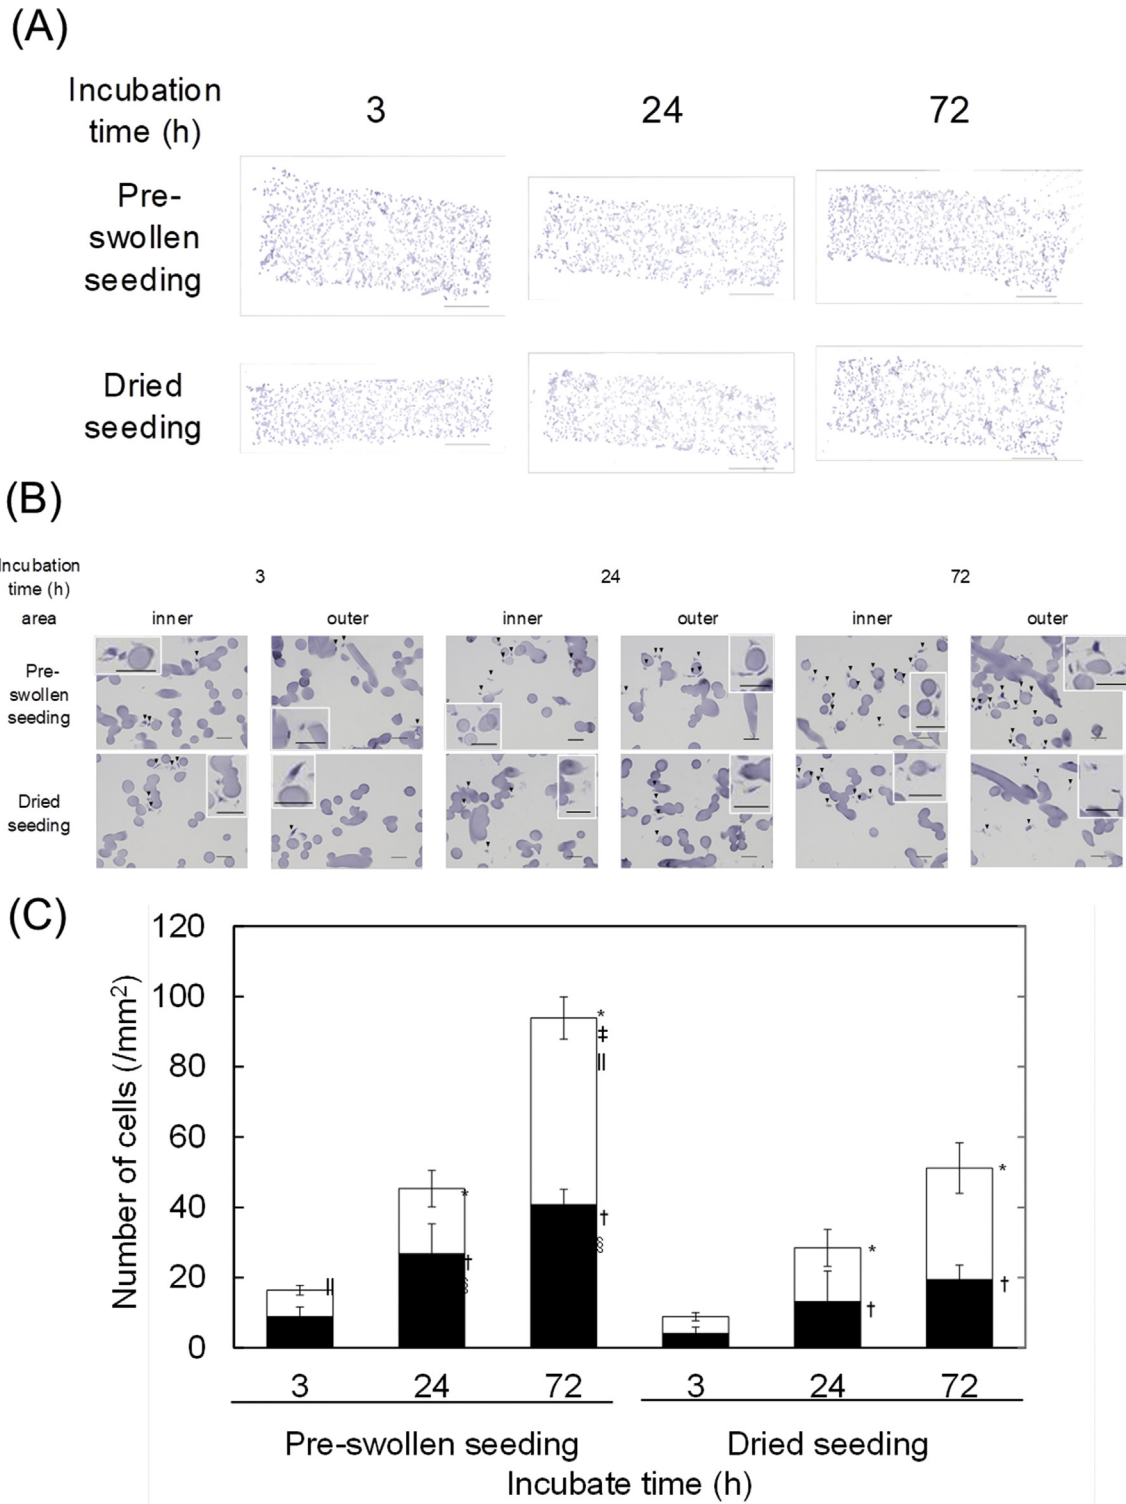 (A)
Incubation
time (h)
3
24
72
Pre-
swollen
seeding
Dried
seeding
(B)
Incubation
time (h)
3
24
72
area
inner
outer
inner
outer
inner
outer
Pre-
swollen
seeding
Dried
seeding
(C)
Number of cells (/mm²)
120
100
80
60
40
20
0
*
‡
||
†
§
*
†
§
||
*
†
*
†
3
24
72
3
24
72
Pre-swollen seeding
Dried seeding
Incubate time (h)